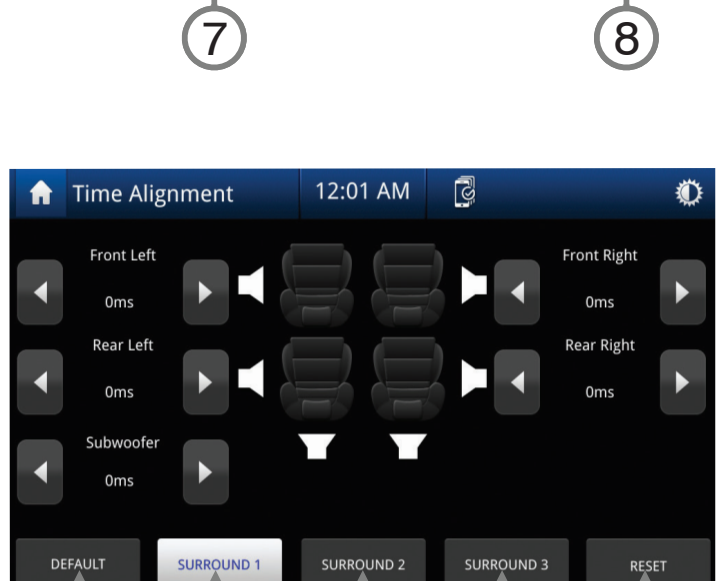 7 8
Time Alignment 12:01 AM
Front Left Front Right
0ms 0ms
Rear Left Rear Right
0ms 0ms
Subwoofer
0ms
DEFAULT SURROUND 1 SURROUND 2 SURROUND 3 RESET